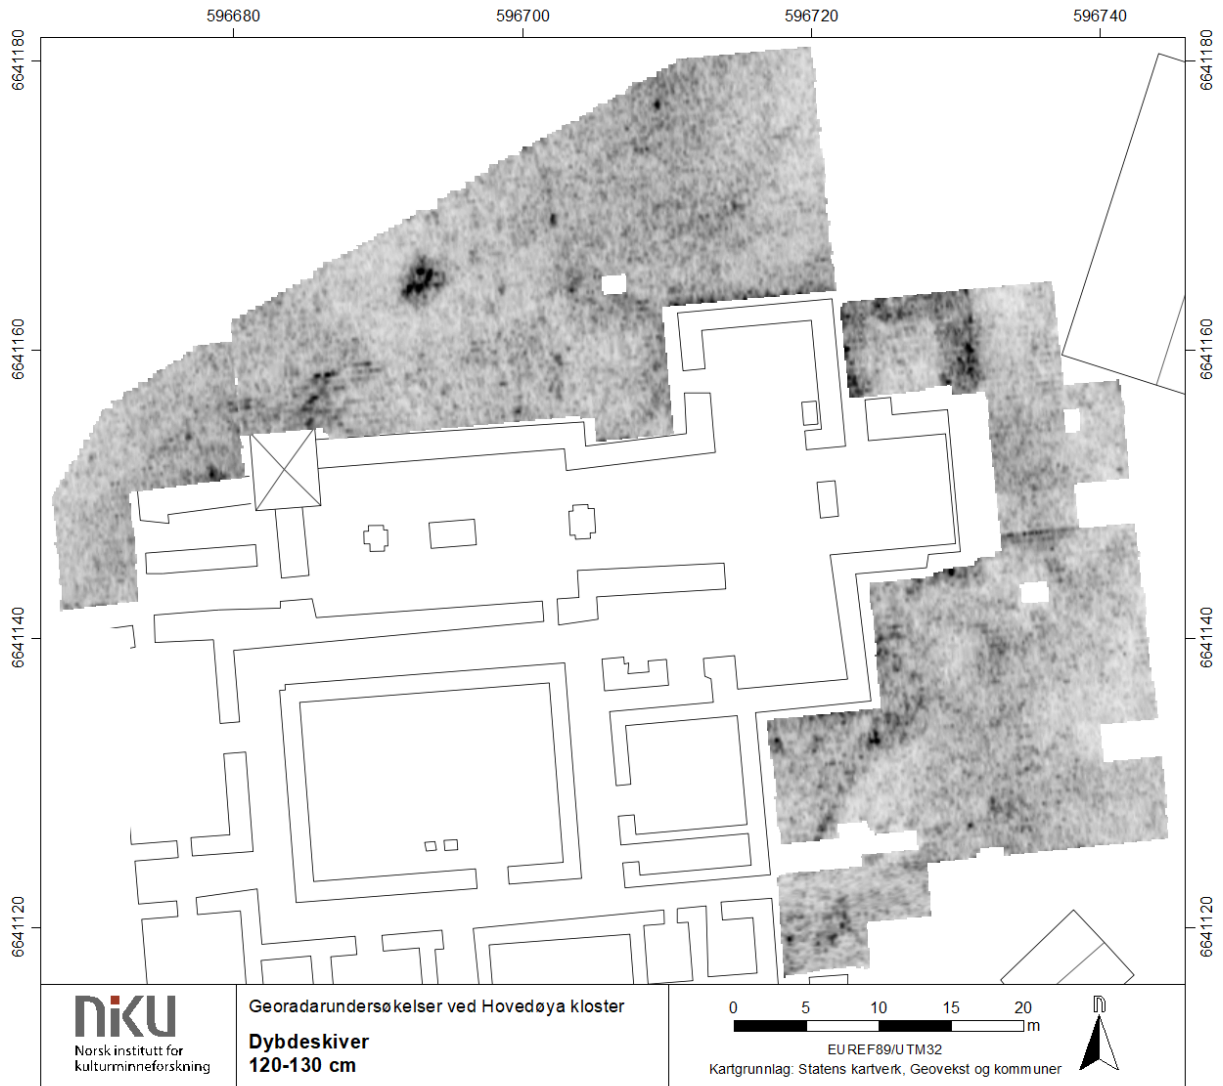 596680 596700 596720 596740
6641180 6641180
6641160 6641160
6641140 6641140
6641120 6641120
niku
Norsk institutt for
kulturminneforskning
Georadarundersøkelser ved Hovedøya kloster
Dybdeskiver
120-130 cm
0 5 10 15 20
m
EUREF89/UTM32
Kartgrunnlag: Statens kartverk, Geovekst og kommuner
n